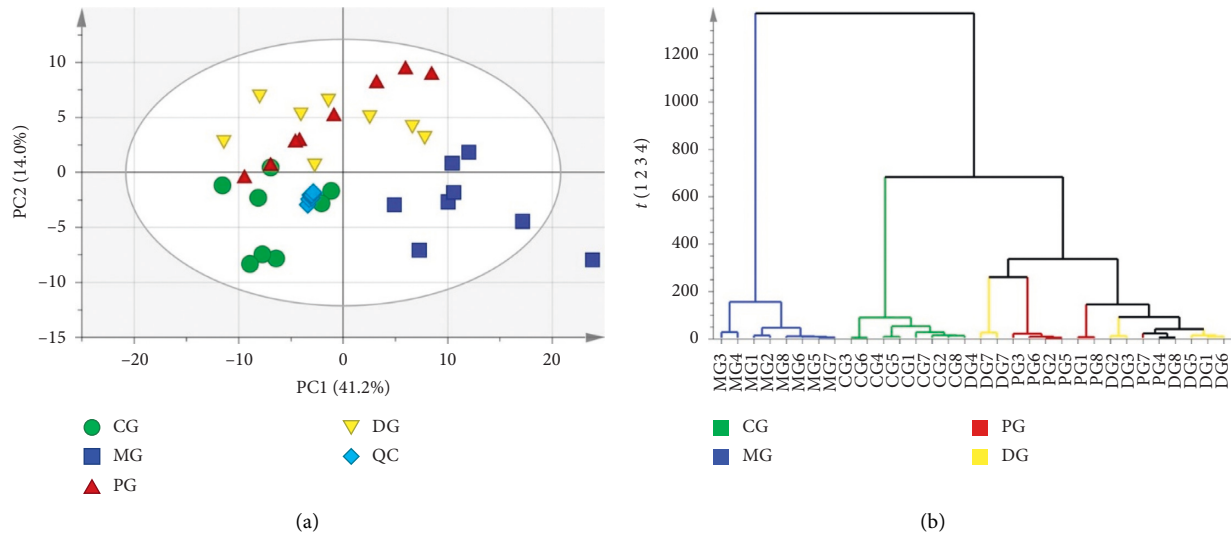 PC2 (14.0%)
10
5
0
−5
−10
−15
−20
−10
0
10
20
PC1 (41.2%)
CG
DG
MG
QC
PG
(a)
t (1 2 3 4)
1200
1000
800
600
400
200
0
MG3
MG4
MG1
MG2
MG8
MG6
MG5
MG7
CG3
CG6
CG4
CG5
CG1
CG7
CG2
CG8
DG4
DG7
DG7
PG3
PG6
PG2
PG5
PG1
PG8
DG2
DG3
PG7
PG4
DG8
DG5
DG1
DG6
CG
PG
MG
DG
(b)